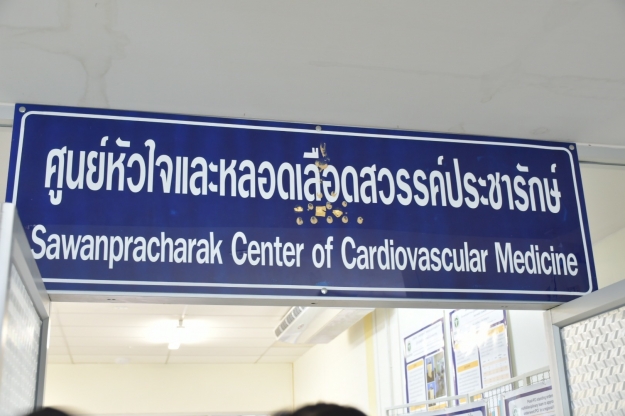 ศูนย์หัวใจและหลอดเลือดสวรรค์ประชารักษ์
Sawanpracharak Center of Cardiovascular Medicine